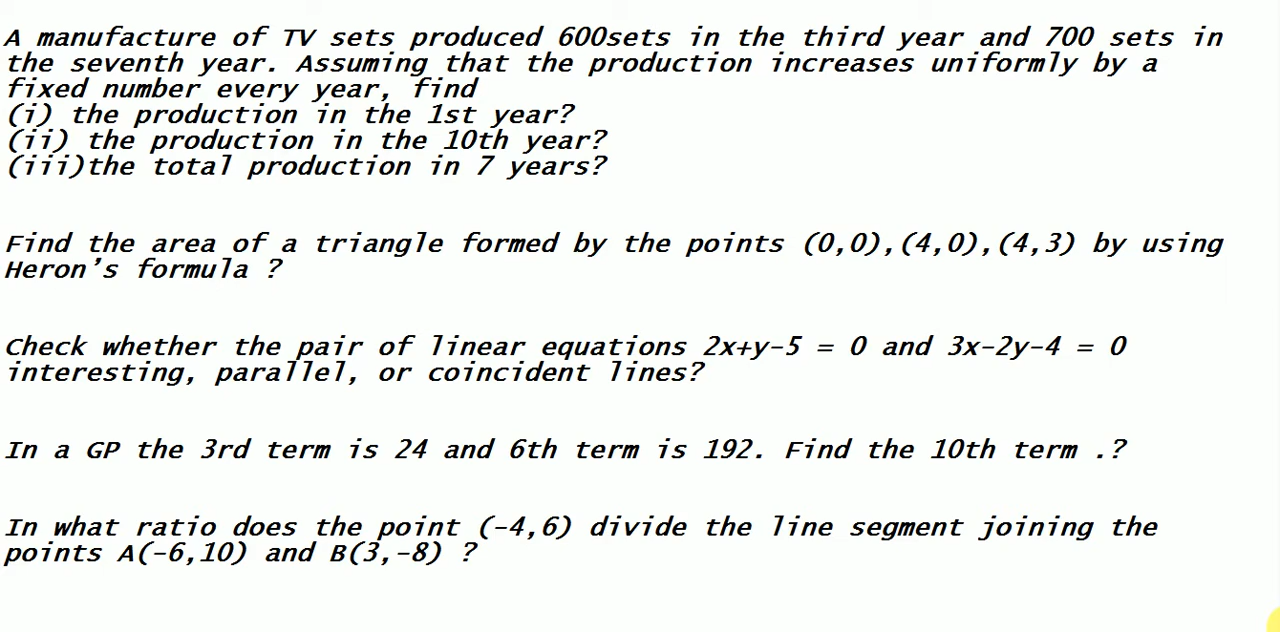 A manufacture of TV sets produced 600sets in the third year and 700 sets in
the seventh year. Assuming that the production increases uniformly by a
fixed number every year, find
(i) the production in the 1st year?
(ii) the production in the 10th year?
(iii)the total production in 7 years?
Find the area of a triangle formed by the points (0,0),(4,0),(4,3) by using
Heron's formula ?
Check whether the pair of linear equations 2x+y-5 = 0 and 3x-2y-4 = 0
interesting, parallel, or coincident lines?
In a GP the 3rd term is 24 and 6th term is 192. Find the 10th term .?
In what ratio does the point (-4,6) divide the line segment joining the
points A(-6,10) and B(3,-8) ?